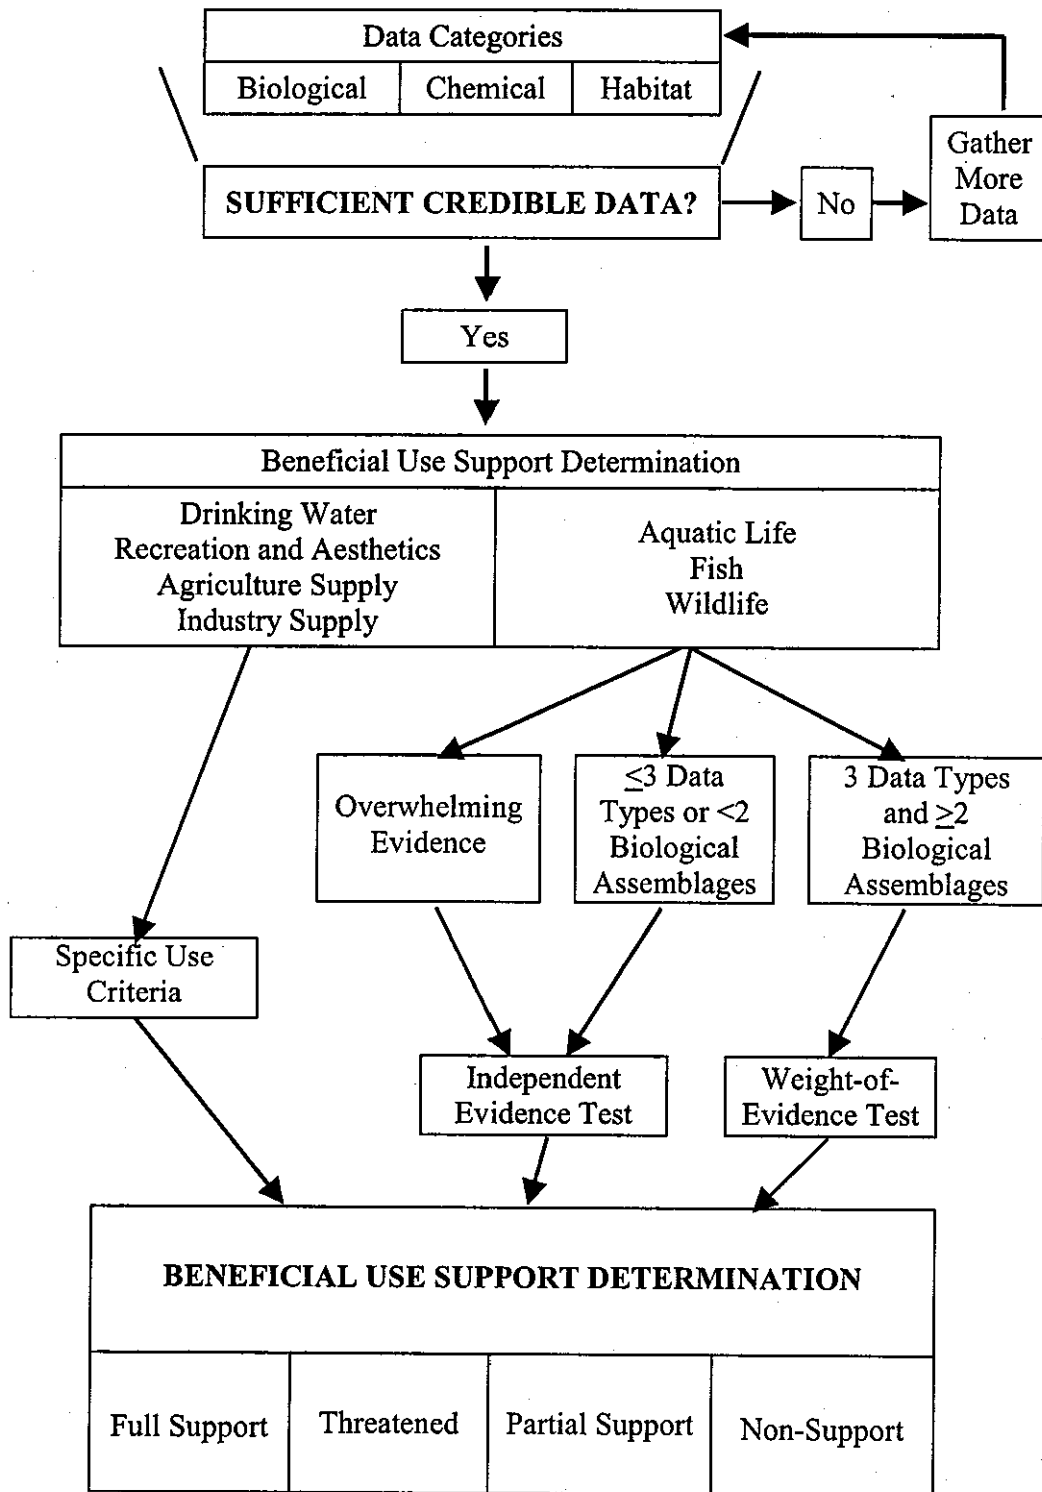 Data Categories
Biological
Chemical
Habitat
SUFFICIENT CREDIBLE DATA?
No
Gather
More
Data
Yes
Beneficial Use Support Determination
Drinking Water
Recreation and Aesthetics
Agriculture Supply
Industry Supply
Aquatic Life
Fish
Wildlife
Overwhelming
Evidence
≤3 Data
Types or <2
Biological
Assemblages
3 Data Types
and ≥2
Biological
Assemblages
Specific Use
Criteria
Independent
Evidence Test
Weight-of-
Evidence Test
BENEFICIAL USE SUPPORT DETERMINATION
Full Support
Threatened
Partial Support
Non-Support